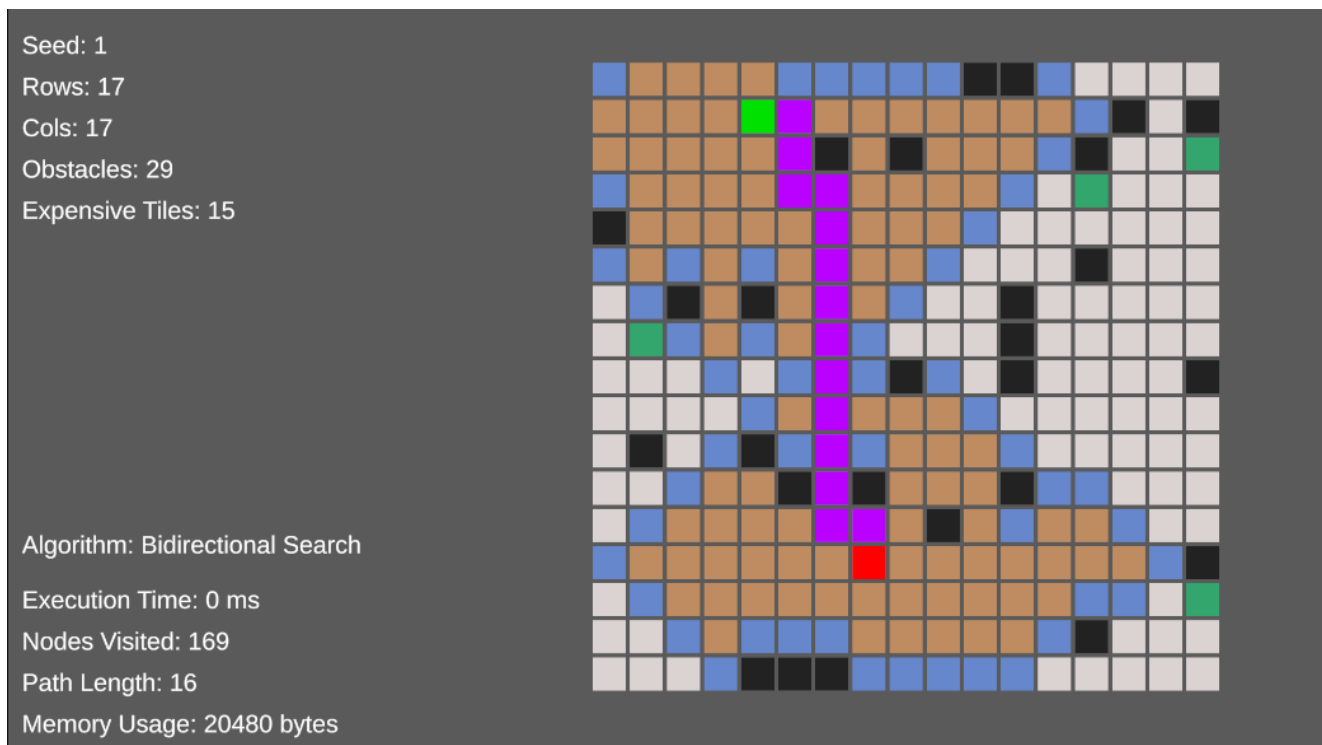 Seed: 1
Rows: 17
Cols: 17
Obstacles: 29
Expensive Tiles: 15
Algorithm: Bidirectional Search
Execution Time: 0 ms
Nodes Visited: 169
Path Length: 16
Memory Usage: 20480 bytes